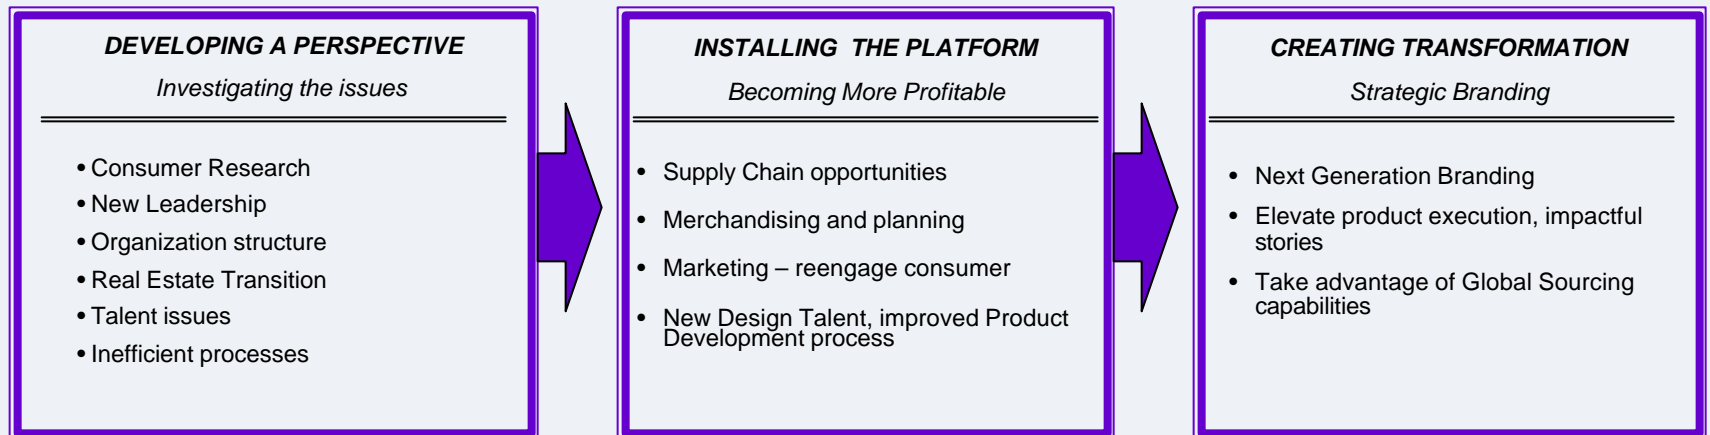 DEVELOPING A PERSPECTIVE
Investigating the issues
• Consumer Research
• New Leadership
• Organization structure
• Real Estate Transition
• Talent issues
• Inefficient processes
INSTALLING THE PLATFORM
Becoming More Profitable
• Supply Chain opportunities
• Merchandising and planning
• Marketing – reengage consumer
• New Design Talent, improved Product
Development process
CREATING TRANSFORMATION
Strategic Branding
• Next Generation Branding
• Elevate product execution, impactful
stories
• Take advantage of Global Sourcing
capabilities